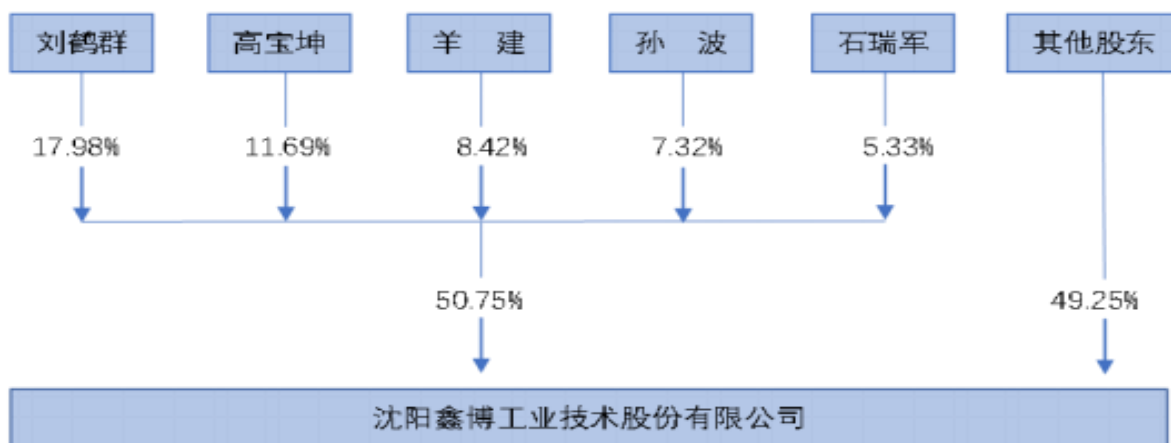 刘鹤群 高宝坤 羊 建 孙 波 石瑞军 其他股东
17.98% 11.69% 8.42% 7.32% 5.33%
50.75% 49.25%
沈阳鑫博工业技术股份有限公司